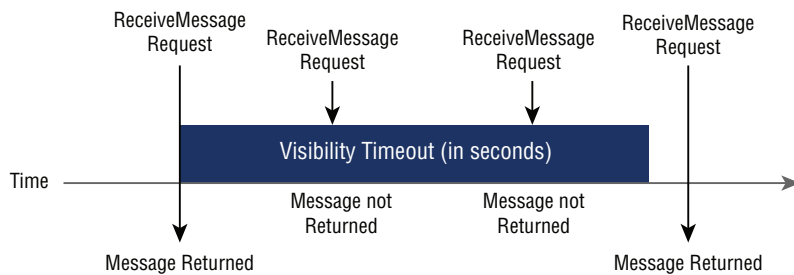 ReceiveMessage
Request
ReceiveMessage
Request
ReceiveMessage
Request
ReceiveMessage
Request
Visibility Timeout (in seconds)
Time
Message not
Returned
Message not
Returned
Message Returned
Message Returned